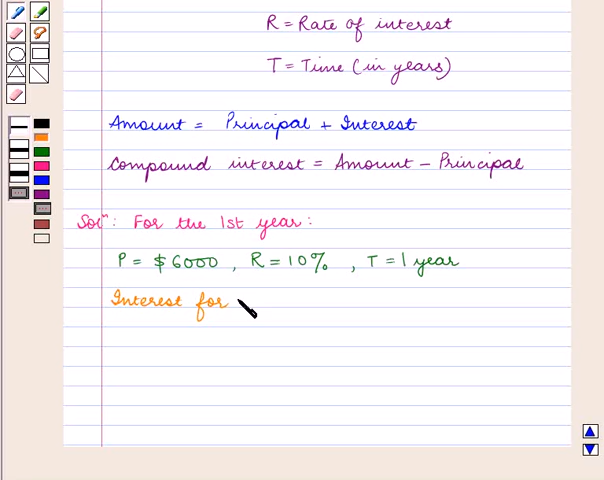 R = Rate of interest
T = Time (in years)
Amount = Principal + Interest
Compound interest = Amount - Principal
Solⁿ: For the 1st year:
P = $6000, R = 10%, T = 1 year
Interest for